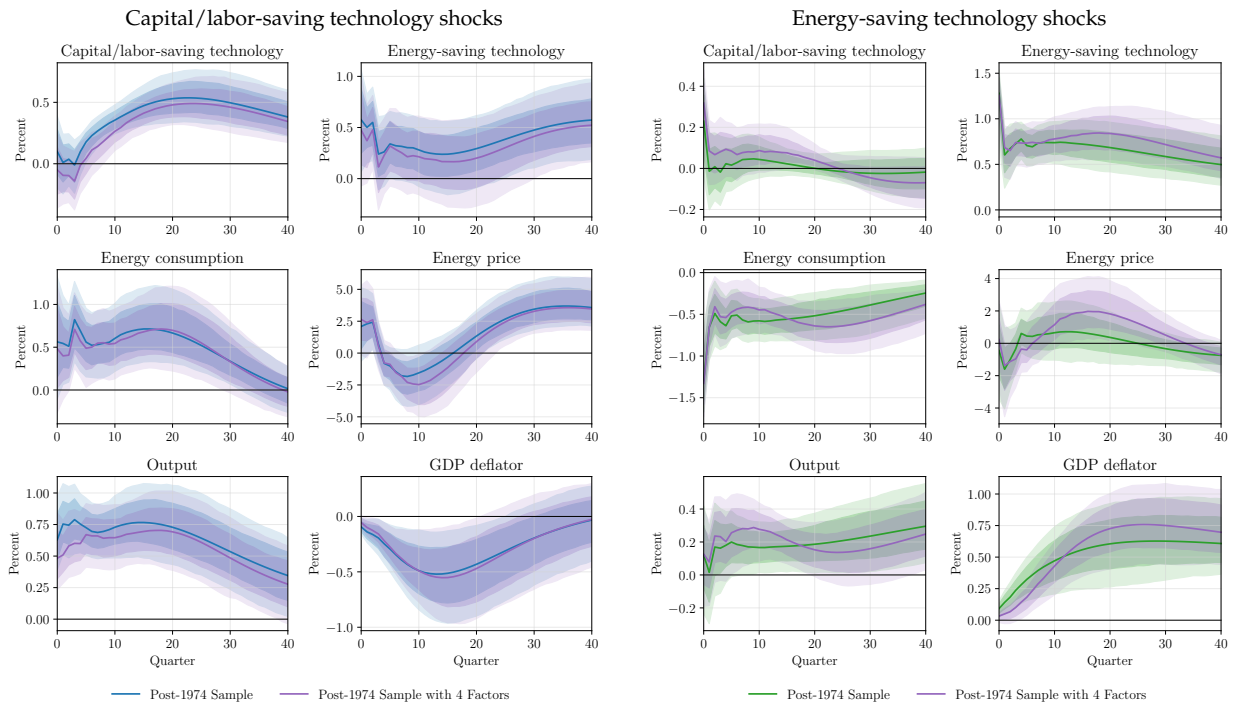 Capital/labor-saving technology shocks
Energy-saving technology shocks
Capital/labor-saving technology
Energy-saving technology
Percent
0.5
0.0
0 10 20 30 40
Percent
1.0
0.5
0.0
0 10 20 30 40
Energy consumption
Energy price
Percent
1.0
0.5
0.0
0 10 20 30 40
Percent
5.0
2.5
0.0
−2.5
−5.0
0 10 20 30 40
Output
GDP deflator
Percent
1.00
0.75
0.50
0.25
0.00
0 10 20 30 40
Quarter
Percent
0.0
−0.5
−1.0
0 10 20 30 40
Quarter
Post-1974 Sample
Post-1974 Sample with 4 Factors
Capital/labor-saving technology
Energy-saving technology
Percent
0.4
0.2
0.0
−0.2
0 10 20 30 40
Percent
1.5
1.0
0.5
0.0
0 10 20 30 40
Energy consumption
Energy price
Percent
0.0
−0.5
−1.0
−1.5
0 10 20 30 40
Percent
4
2
0
−2
−4
0 10 20 30 40
Output
GDP deflator
Percent
0.4
0.2
0.0
−0.2
0 10 20 30 40
Quarter
Percent
1.00
0.75
0.50
0.25
0.00
0 10 20 30 40
Quarter
Post-1974 Sample
Post-1974 Sample with 4 Factors